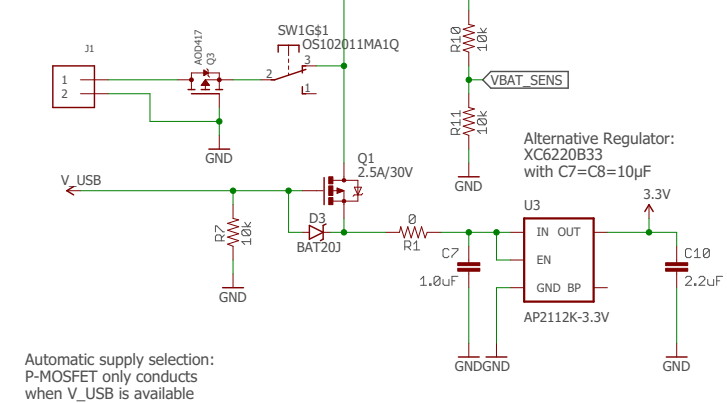 SW1G$1
OS102011MA1Q
J1
1
2
AOD417
Q3
2
3
1
GND
R10
10k
VBAT_SENS
R11
10k
GND
Alternative Regulator:
XC6220B33
with C7=C8=10µF
Q1
2.5A/30V
V_USB
R7
10k
GND
D3
BAT20J
0
R1
U3
3.3V
IN OUT
EN
GND BP
AP2112K-3.3V
C7
1.0uF
C10
2.2uF
GND
GND
GND
Automatic supply selection:
P-MOSFET only conducts
when V_USB is available